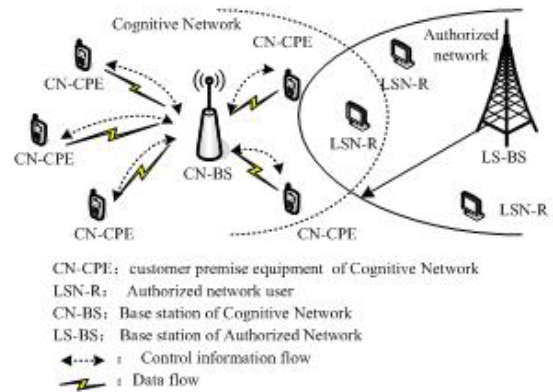 Cognitive Network
CN-CPE
Authorized
network
CN-CPE
LSN-R
CN-CPE
LSN-R
LS-BS
CN-BS
LSN-R
CN-CPE
CN-CPE
CN-CPE: customer premise equipment of Cognitive Network
LSN-R: Authorized network user
CN-BS: Base station of Cognitive Network
LS-BS: Base station of Authorized Network
: Control information flow
: Data flow